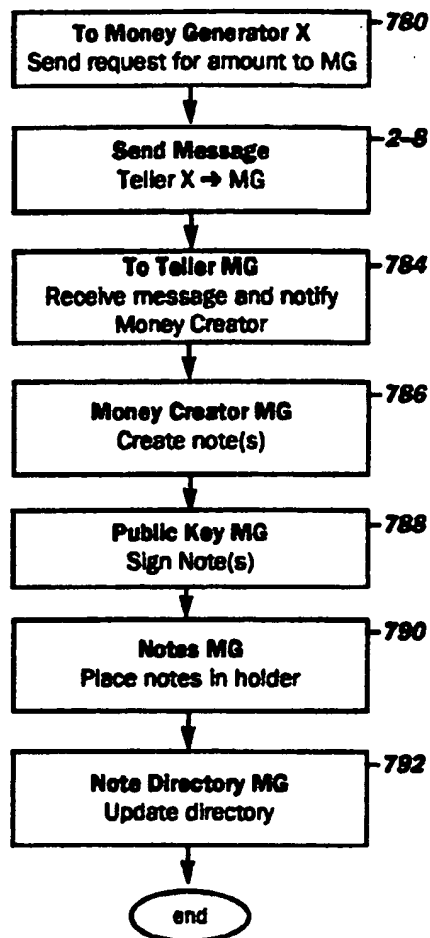 To Money Generator X
780
Send request for amount to MG
Send Message
2-8
Teller X → MG
To Teller MG
784
Receive message and notify
Money Creator
Money Creator MG
786
Create note(s)
Public Key MG
788
Sign Note(s)
Notes MG
790
Place notes in holder
Note Directory MG
792
Update directory
end